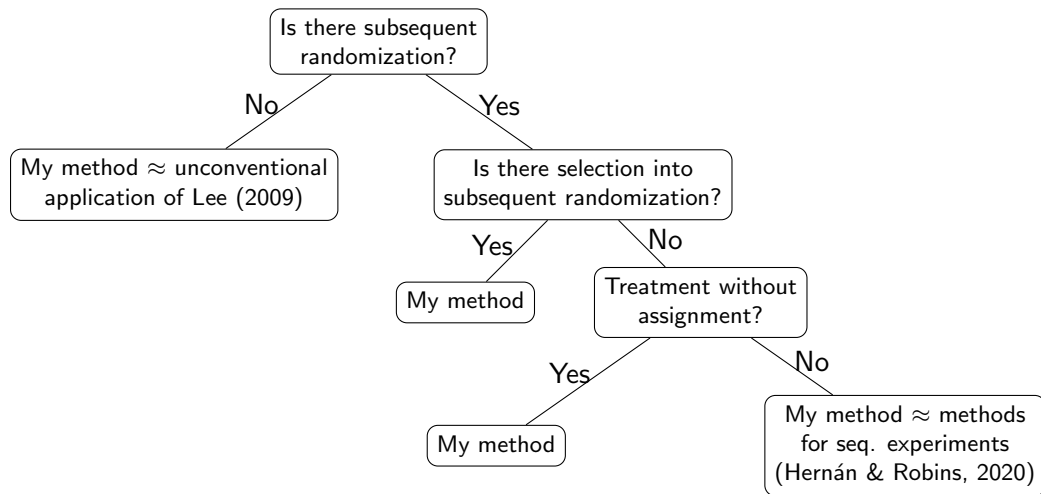 Is there subsequent
randomization?
No
Yes
My method ≈ unconventional
application of Lee (2009)
Is there selection into
subsequent randomization?
Yes
No
My method
Treatment without
assignment?
Yes
No
My method
My method ≈ methods
for seq. experiments
(Hernán & Robins, 2020)